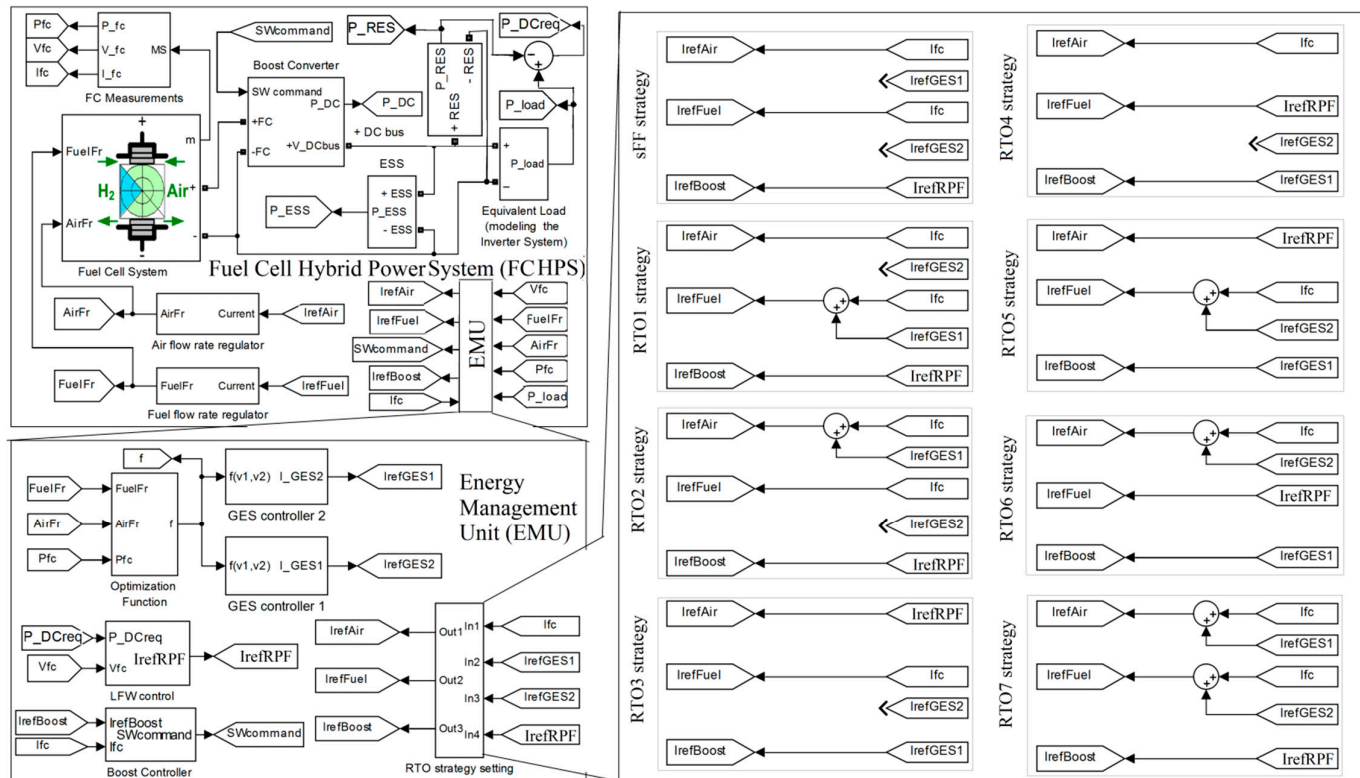 Pfc
Vfc
Ifc
P_fc
V_fc
I_fc
MS
FC Measurements
SWcommand
P_RES
P_DCreq
Boost Converter
SW command
P_DC
+FC
-FC
+V_DCbus
P_DC
+ DC bus
P_RES
- RES
+ RES
-
+
P_load
+
P_load
-
Equivalent Load
(modeling the
Inverter System)
ESS
+ ESS
P_ESS
- ESS
P_ESS
+
m
FuelFr
H2
Air
+
AirFr
-
-
Fuel Cell System
Fuel Cell Hybrid Power System (FCHPS)
AirFr
AirFr
Current
IrefAir
Air flow rate regulator
FuelFr
FuelFr
Current
IrefFuel
Fuel flow rate regulator
IrefAir
IrefFuel
SWcommand
IrefBoost
Ifc
EMU
Vfc
FuelFr
AirFr
Pfc
P_load
f
FuelFr
AirFr
Pfc
FuelFr
AirFr
Pfc
f
Optimization
Function
f(v1,v2) I_GES2
IrefGES1
GES controller 2
f(v1,v2) I_GES1
IrefGES2
GES controller 1
Energy
Management
Unit (EMU)
P_DCreq
Vfc
P_DCreq
IrefRPF
Vfc
IrefRPF
LFW control
IrefBoost
Ifc
IrefBoost
SWcommand
Ifc
SWcommand
Boost Controller
IrefAir
IrefFuel
IrefBoost
Out1
Out2
Out3
In1
In2
In3
In4
Ifc
IrefGES1
IrefGES2
IrefRPF
RTO strategy setting
sFF strategy
IrefAir
Ifc
IrefGES1
IrefFuel
Ifc
IrefGES2
IrefBoost
IrefRPF
RTO1 strategy
IrefAir
Ifc
IrefGES2
IrefFuel
+
+
Ifc
IrefGES1
IrefBoost
IrefRPF
RTO2 strategy
IrefAir
+
+
Ifc
IrefGES1
IrefFuel
Ifc
IrefGES2
IrefBoost
IrefRPF
RTO3 strategy
IrefAir
IrefRPF
IrefFuel
Ifc
IrefGES2
IrefBoost
IrefGES1
RTO4 strategy
IrefAir
Ifc
IrefFuel
IrefRPF
IrefGES2
IrefBoost
IrefGES1
RTO5 strategy
IrefAir
IrefRPF
IrefFuel
+
+
Ifc
IrefGES2
IrefBoost
IrefGES1
RTO6 strategy
IrefAir
+
+
Ifc
IrefGES2
IrefFuel
IrefRPF
IrefBoost
IrefGES1
RTO7 strategy
IrefAir
+
+
Ifc
IrefGES1
IrefFuel
+
+
Ifc
IrefGES2
IrefBoost
IrefRPF